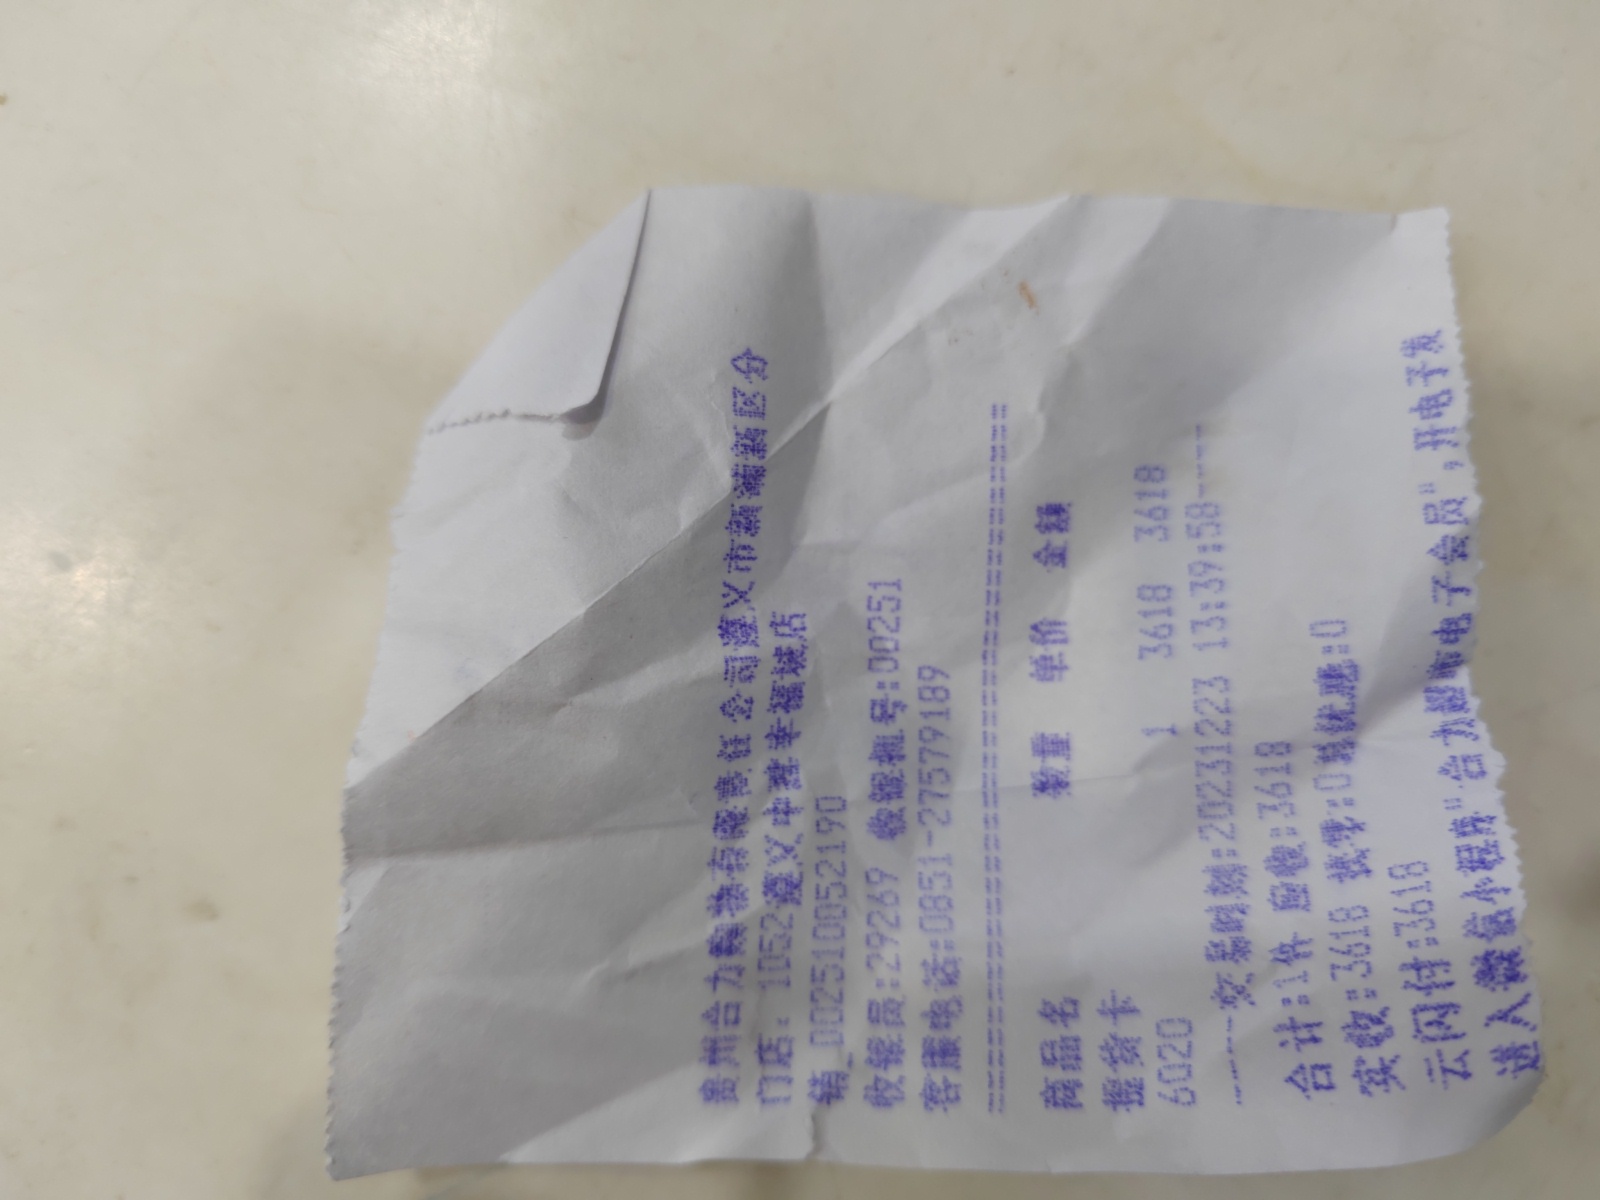 贵州合力购物有限责任公司遵义市新浦新区分
门店: 1052遵义中建幸福城店
销_002510052190
收银员:29269 收银机号:00251
客服电话:0851-27579189
================================
商品名 数量 单价 金额
提货卡
6020 1 3618 3618
-----交易时刻:20231223 13:39:58----
合计:1件 应收:3618
实收:3618 找零:0总优惠:0
云闪付:3618
进入微信小程序"合力超市电子会员",开电子发